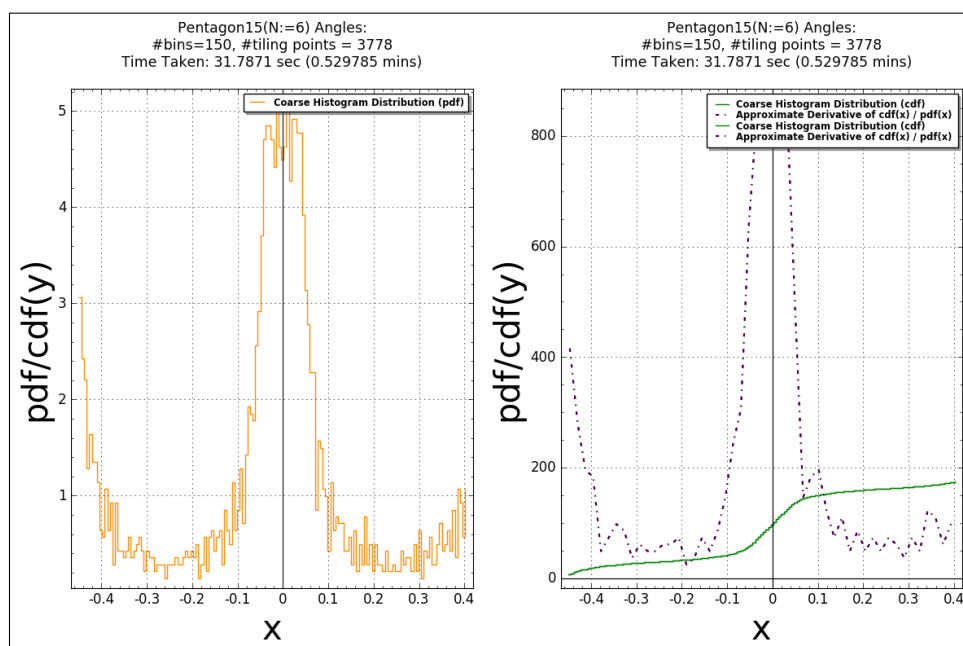 Pentagon15(N:=6) Angles:
#bins=150, #tiling points = 3778
Time Taken: 31.7871 sec (0.529785 mins)
Coarse Histogram Distribution (pdf)
5
4
3
2
1
pdf/cdf(y)
-0.4 -0.3 -0.2 -0.1 0 0.1 0.2 0.3 0.4
x
Pentagon15(N:=6) Angles:
#bins=150, #tiling points = 3778
Time Taken: 31.7871 sec (0.529785 mins)
Coarse Histogram Distribution (cdf)
Approximate Derivative of cdf(x) / pdf(x)
Coarse Histogram Distribution (cdf)
Approximate Derivative of cdf(x) / pdf(x)
800
600
400
200
0
pdf/cdf(y)
-0.4 -0.3 -0.2 -0.1 0 0.1 0.2 0.3 0.4
x